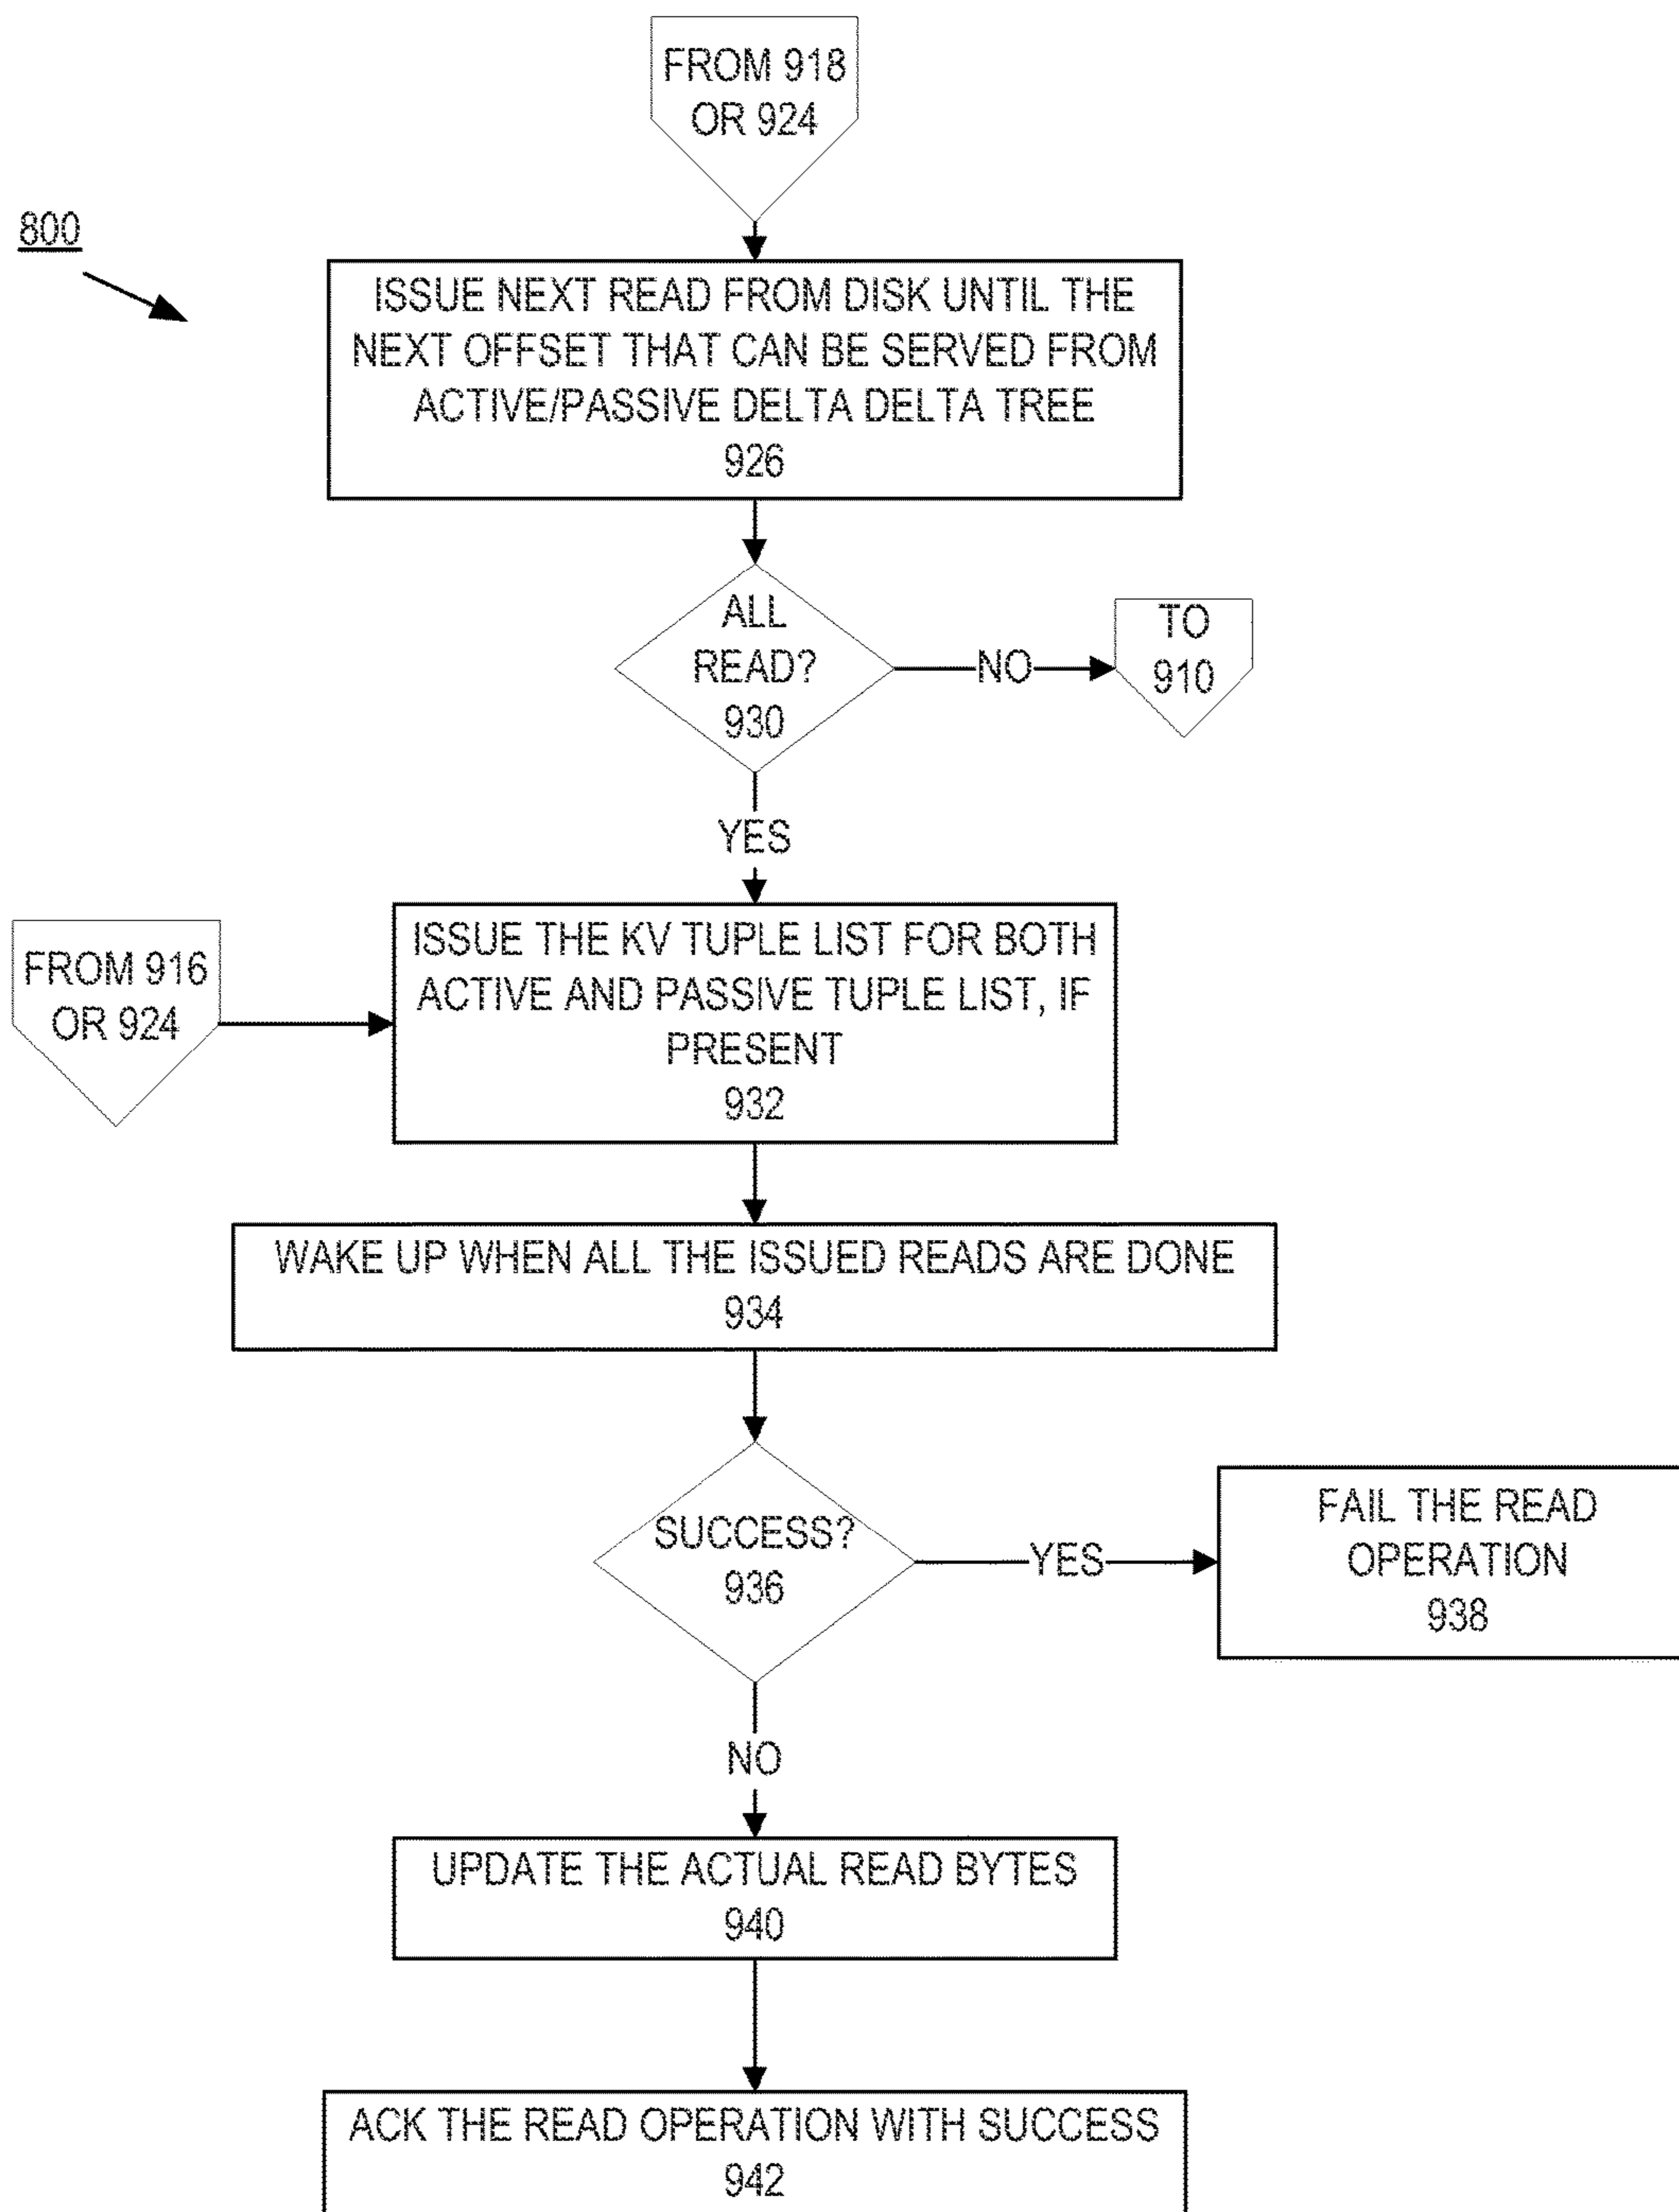 FROM 918
OR 924
800
ISSUE NEXT READ FROM DISK UNTIL THE
NEXT OFFSET THAT CAN BE SERVED FROM
ACTIVE/PASSIVE DELTA DELTA TREE
926
ALL
READ?
930
NO
TO
910
YES
FROM 916
OR 924
ISSUE THE KV TUPLE LIST FOR BOTH
ACTIVE AND PASSIVE TUPLE LIST, IF
PRESENT
932
WAKE UP WHEN ALL THE ISSUED READS ARE DONE
934
SUCCESS?
936
YES
FAIL THE READ
OPERATION
938
NO
UPDATE THE ACTUAL READ BYTES
940
ACK THE READ OPERATION WITH SUCCESS
942